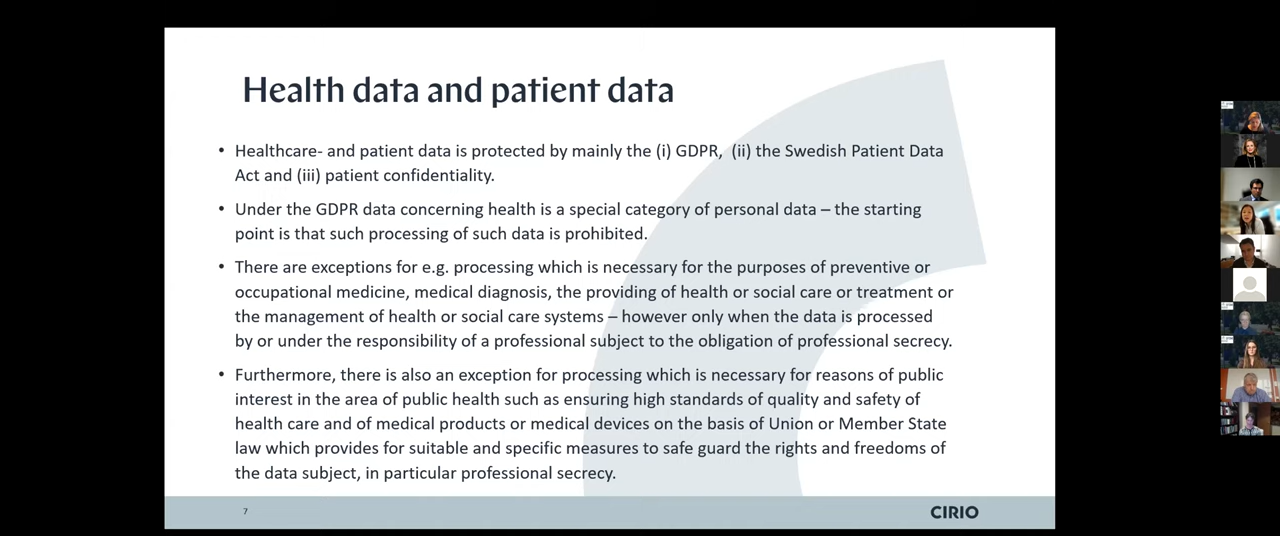 Health data and patient data
• Healthcare- and patient data is protected by mainly the (i) GDPR, (ii) the Swedish Patient Data
Act and (iii) patient confidentiality.
• Under the GDPR data concerning health is a special category of personal data – the starting
point is that such processing of such data is prohibited.
• There are exceptions for e.g. processing which is necessary for the purposes of preventive or
occupational medicine, medical diagnosis, the providing of health or social care or treatment or
the management of health or social care systems – however only when the data is processed
by or under the responsibility of a professional subject to the obligation of professional secrecy.
• Furthermore, there is also an exception for processing which is necessary for reasons of public
interest in the area of public health such as ensuring high standards of quality and safety of
health care and of medical products or medical devices on the basis of Union or Member State
law which provides for suitable and specific measures to safe guard the rights and freedoms of
the data subject, in particular professional secrecy.
7
CIRIO